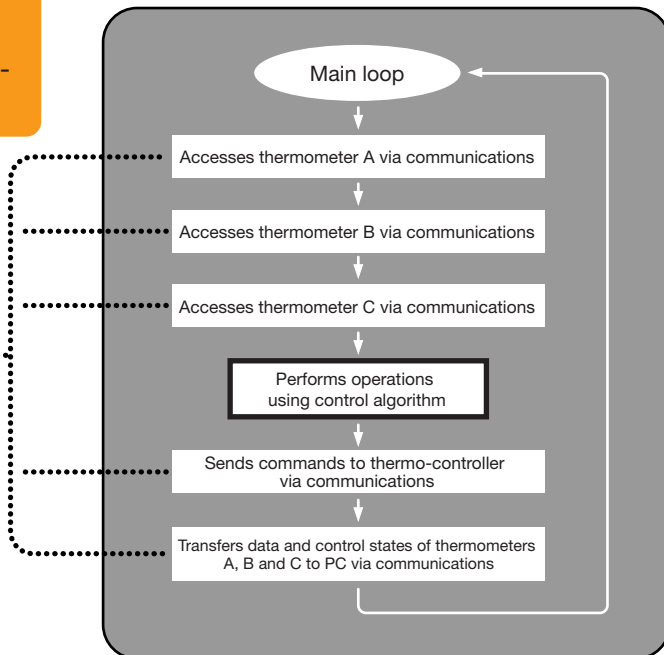 -
Main loop
Accesses thermometer A via communications
Accesses thermometer B via communications
Accesses thermometer C via communications
Performs operations
using control algorithm
Sends commands to thermo-controller
via communications
Transfers data and control states of thermometers
A, B and C to PC via communications